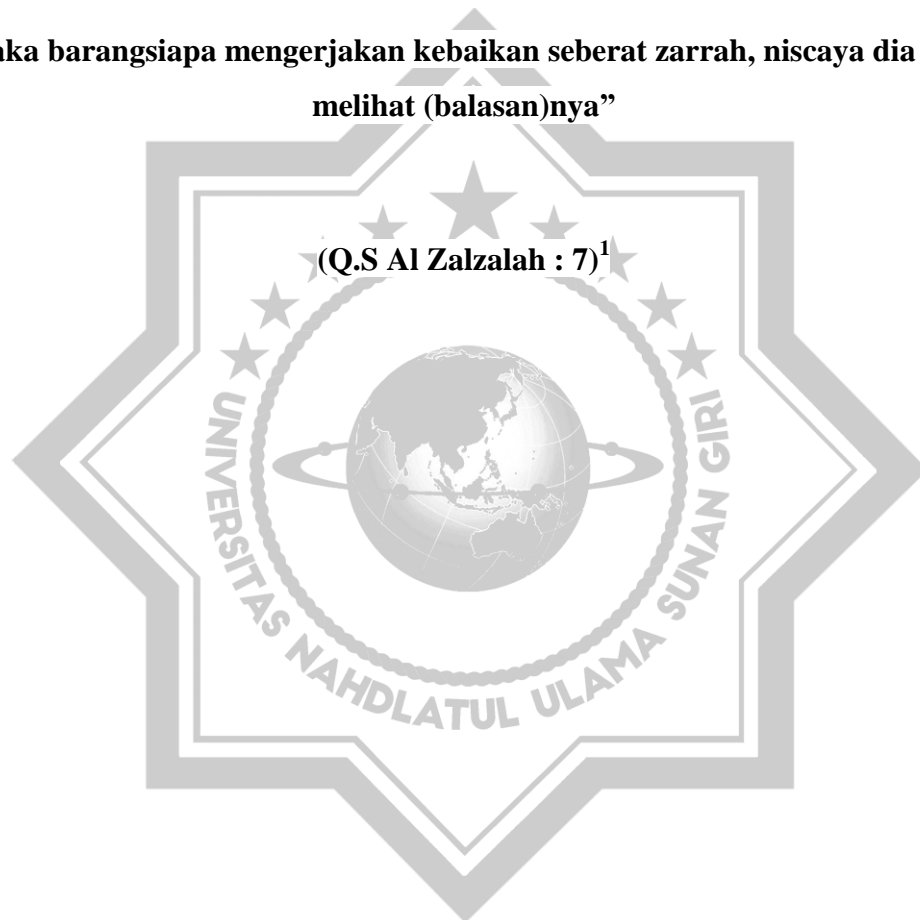 aka barangsiapa mengerjakan kebaikan seberat zarrah, niscaya dia
melihat (balasan)nya”
(Q.S Al Zalzalah : 7)1
UNIVERSITAS NAHDLATUL ULAMA SUNAN GIRI